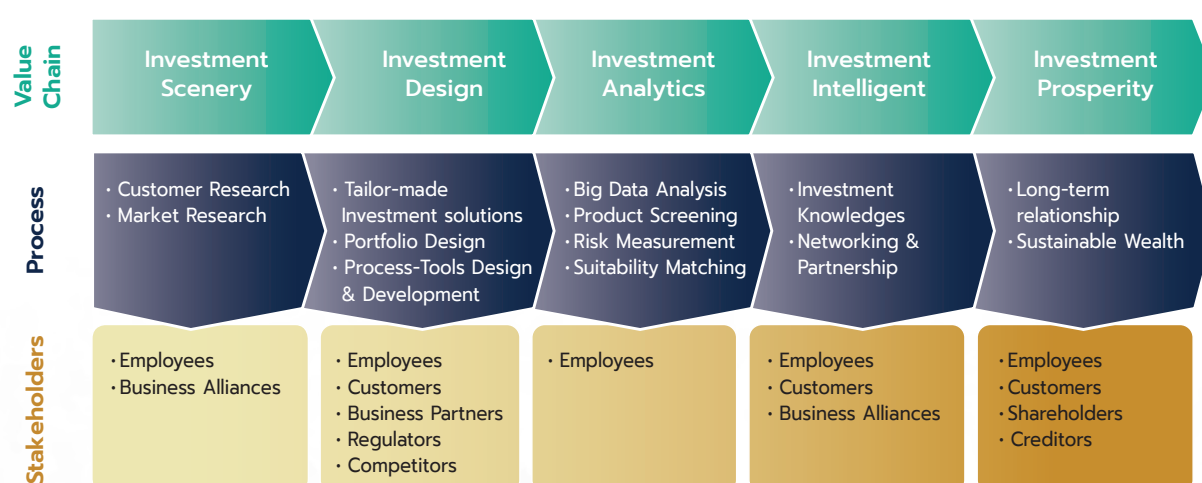 Value
Chain
Investment
Scenery
Investment
Design
Investment
Analytics
Investment
Intelligent
Investment
Prosperity
Process
· Customer Research
· Market Research
· Tailor-made
Investment solutions
· Portfolio Design
· Process-Tools Design
& Development
· Big Data Analysis
· Product Screening
· Risk Measurement
· Suitability Matching
· Investment
Knowledges
· Networking &
Partnership
· Long-term
relationship
· Sustainable Wealth
Stakeholders
· Employees
· Business Alliances
· Employees
· Customers
· Business Partners
· Regulators
· Competitors
· Employees
· Employees
· Customers
· Business Alliances
· Employees
· Customers
· Shareholders
· Creditors